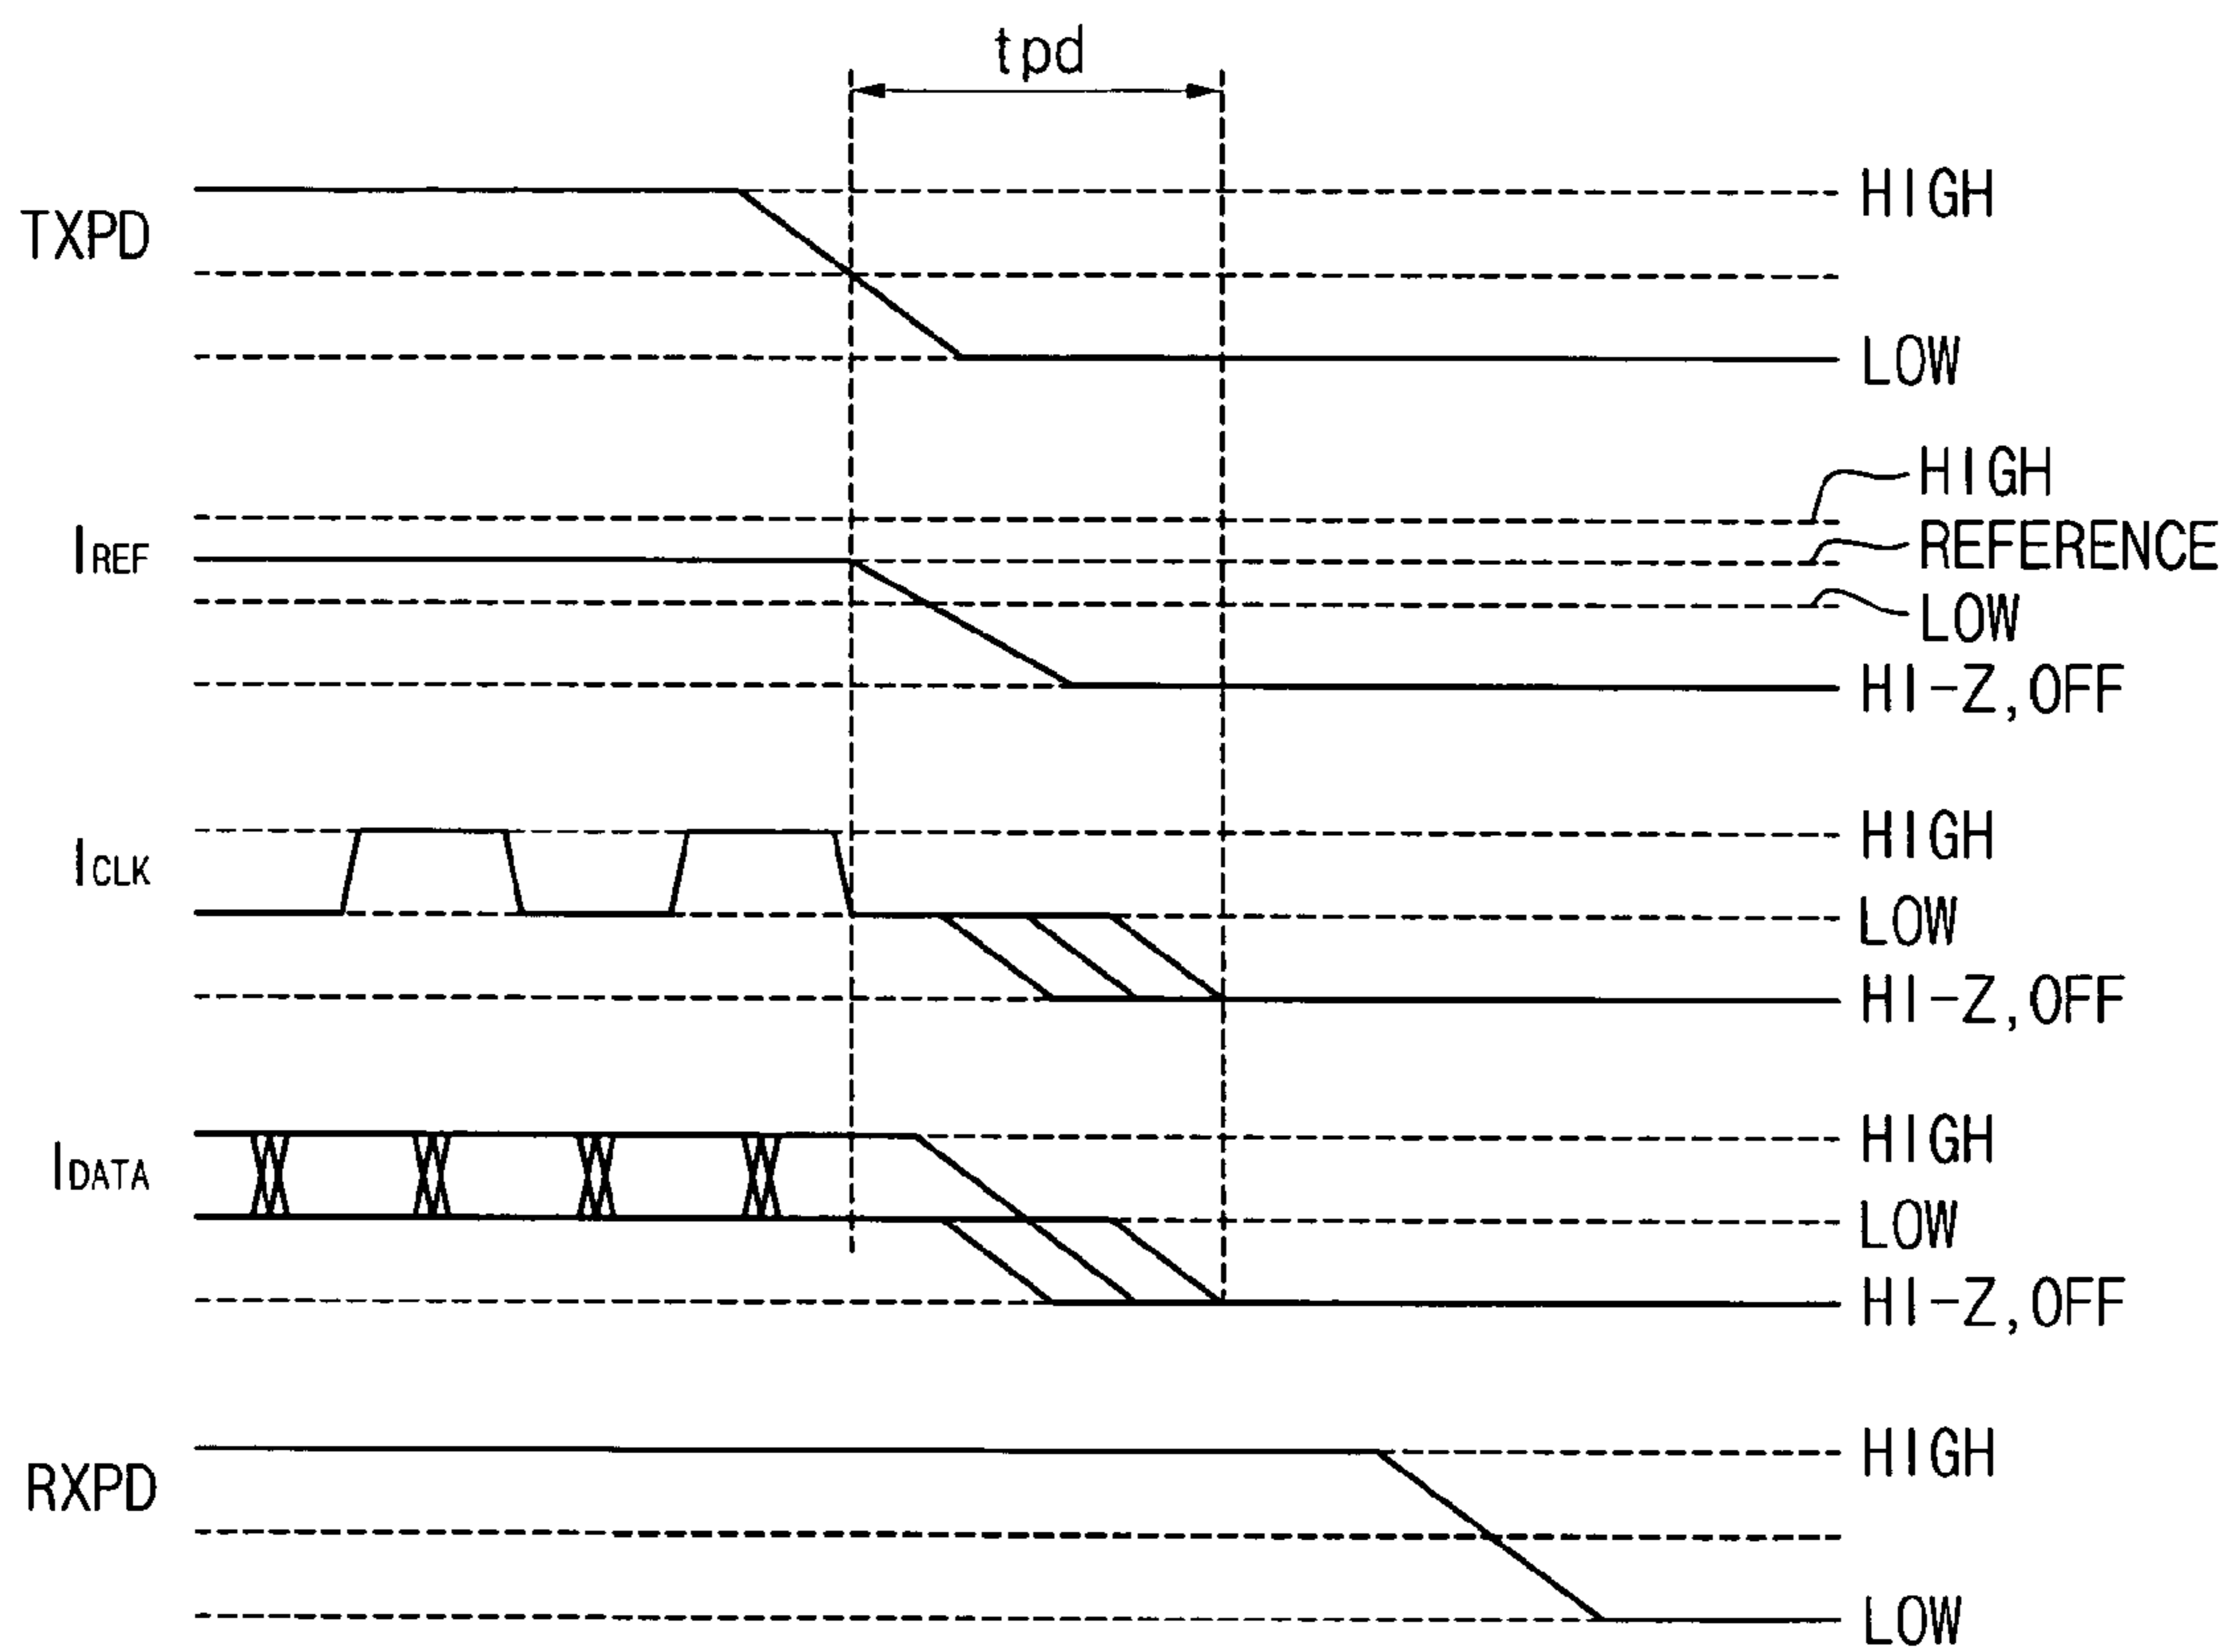 tpd
HIGH
TXPD
LOW
HIGH
IREF
REFERENCE
LOW
HI-Z, OFF
HIGH
ICLK
LOW
HI-Z, OFF
HIGH
IDATA
LOW
HI-Z, OFF
HIGH
RXPD
LOW